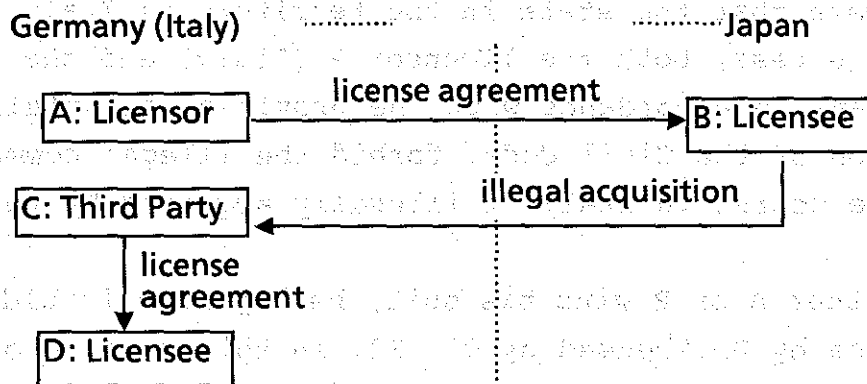 Germany (Italy) ......... ......... Japan
license agreement
A: Licensor
B: Licensee
illegal acquisition
C: Third Party
license
agreement
D: Licensee